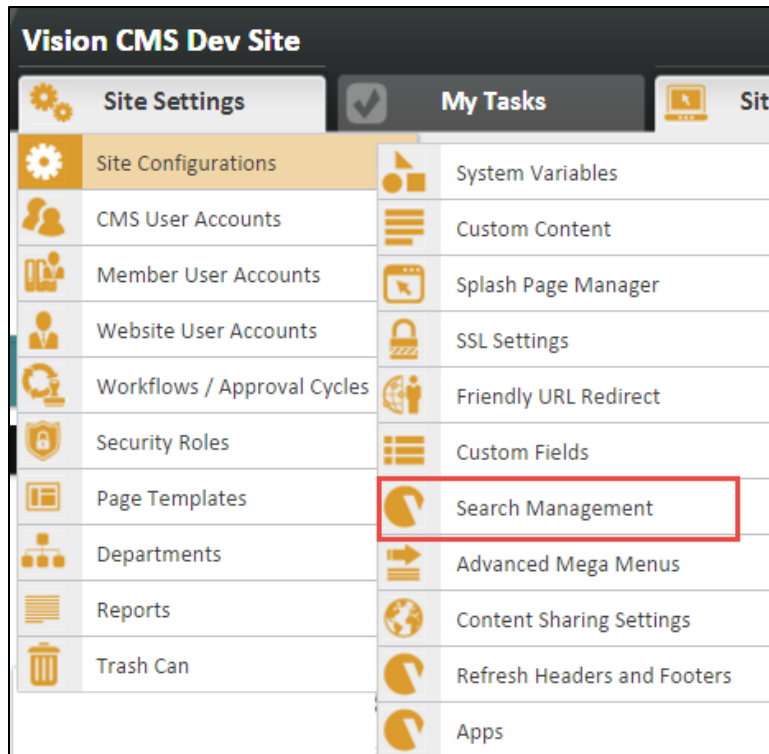 Vision CMS Dev Site
Site Settings
My Tasks
Site Configurations
CMS User Accounts
Member User Accounts
Website User Accounts
Workflows / Approval Cycles
Security Roles
Page Templates
Departments
Reports
Trash Can
System Variables
Custom Content
Splash Page Manager
SSL Settings
Friendly URL Redirect
Custom Fields
Search Management
Advanced Mega Menus
Content Sharing Settings
Refresh Headers and Footers
Apps